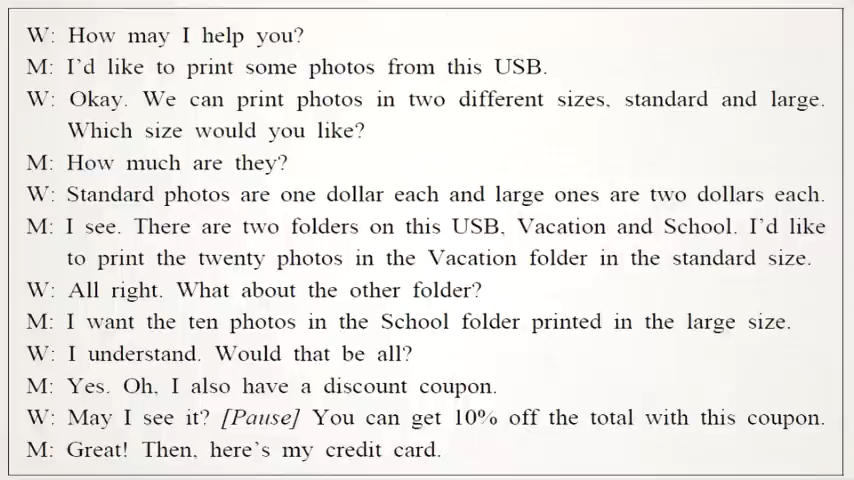 W: How may I help you?
M: I'd like to print some photos from this USB.
W: Okay. We can print photos in two different sizes, standard and large.
Which size would you like?
M: How much are they?
W: Standard photos are one dollar each and large ones are two dollars each.
M: I see. There are two folders on this USB, Vacation and School. I'd like
to print the twenty photos in the Vacation folder in the standard size.
W: All right. What about the other folder?
M: I want the ten photos in the School folder printed in the large size.
W: I understand. Would that be all?
M: Yes. Oh, I also have a discount coupon.
W: May I see it? [Pause] You can get 10% off the total with this coupon.
M: Great! Then, here's my credit card.